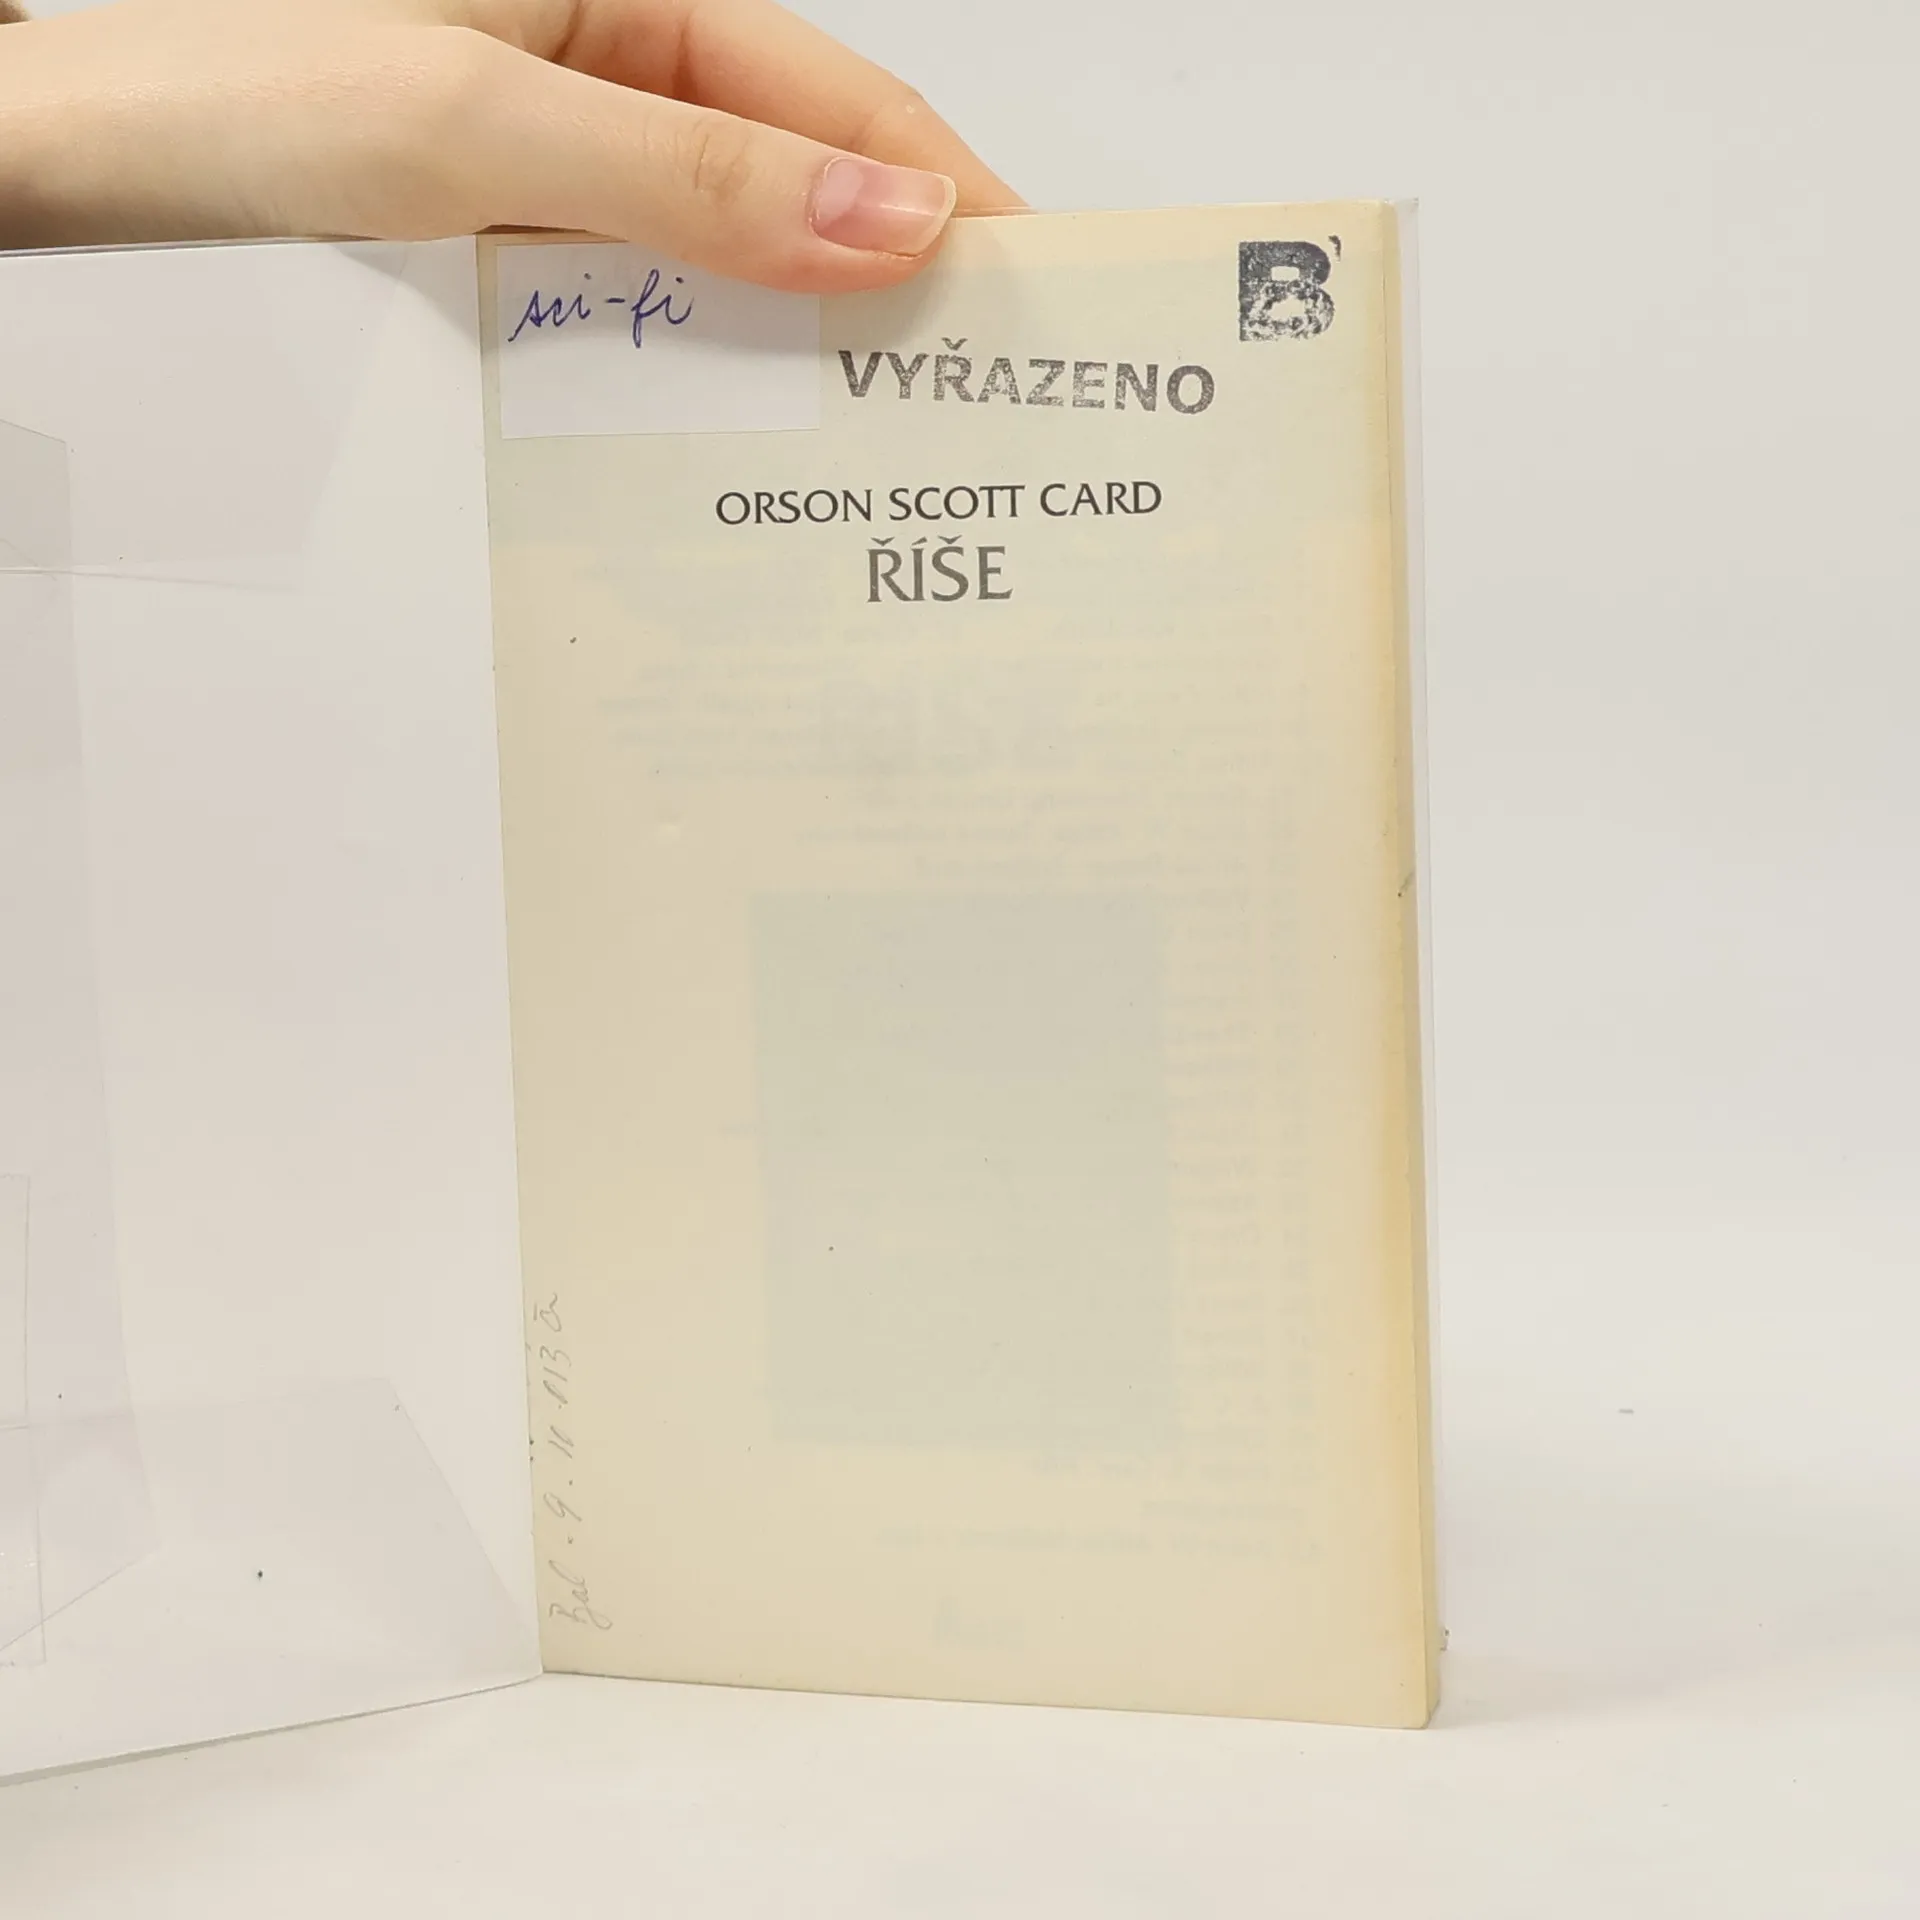 sci-fi
B
VYŘAZENO
ORSON SCOTT CARD
ŘÍŠE